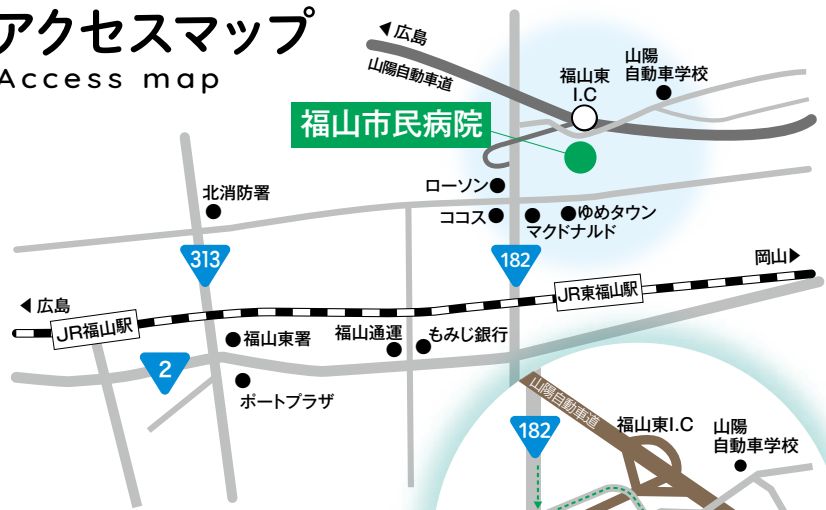 アクセスマップ
Access map
◀広島
山陽自動車道
福山東
I.C
山陽
自動車学校
福山市民病院
北消防署
ローソン
ココス
ゆめタウン
マクドナルド
313
182
岡山▶
◀広島
JR東福山駅
JR福山駅
福山東署
福山通運
もみじ銀行
2
ポートプラザ
山陽自動車道
182
福山東I.C
山陽
自動車学校